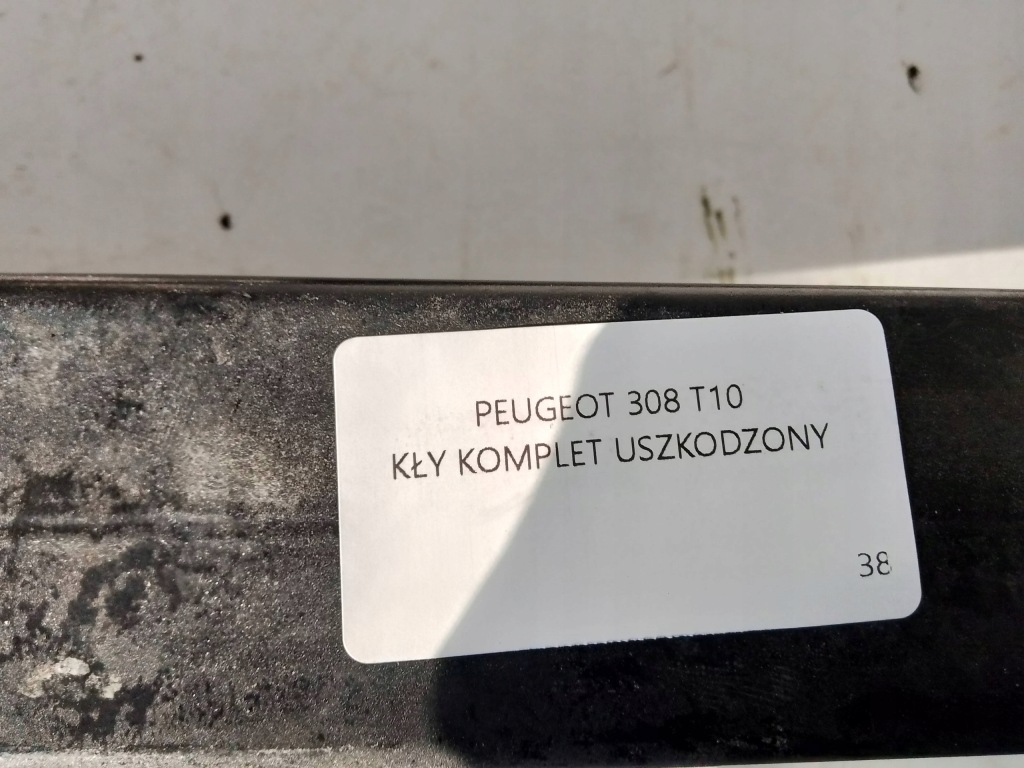 PEUGEOT 308 T10
KŁY KOMPLET USZKODZONY
38